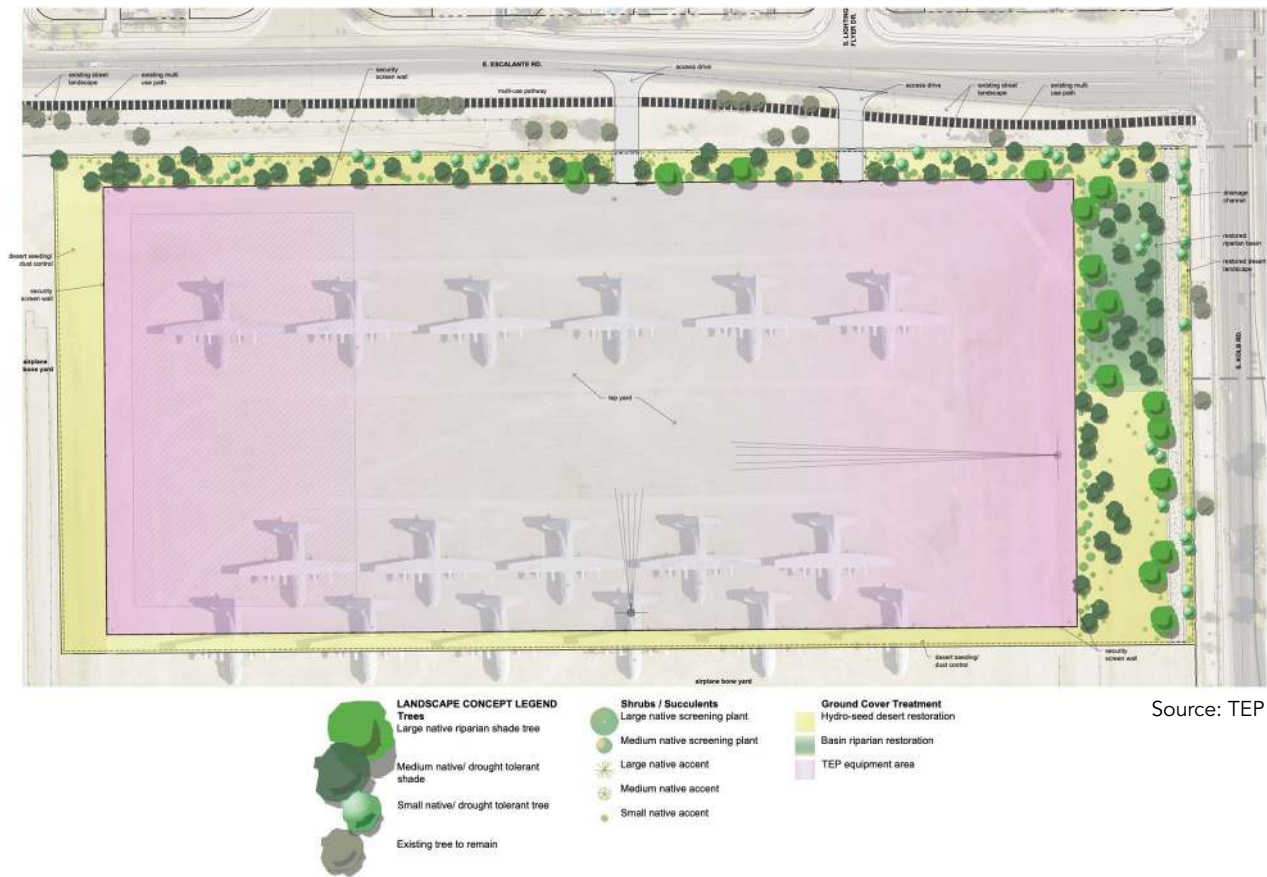 S. LIGHTING
FLYER DR.
E. ESCALANTE RD.
existing street
landscape
existing multi
use path
security
screen wall
multi-use pathway
access drive
access drive
existing street
landscape
existing multi
use path
drainage
channel
restored
riparian basin
restored desert
landscape
desert seeding/
dust control
security
screen wall
airplane
bone yard
S. KOLB RD.
tep yard
security
screen wall
desert seeding/
dust control
airplane bone yard
LANDSCAPE CONCEPT LEGEND
Trees
Large native riparian shade tree
Medium native/ drought tolerant
shade
Small native/ drought tolerant tree
Existing tree to remain
Shrubs / Succulents
Large native screening plant
Medium native screening plant
Large native accent
Medium native accent
Small native accent
Ground Cover Treatment
Hydro-seed desert restoration
Basin riparian restoration
TEP equipment area
Source: TEP